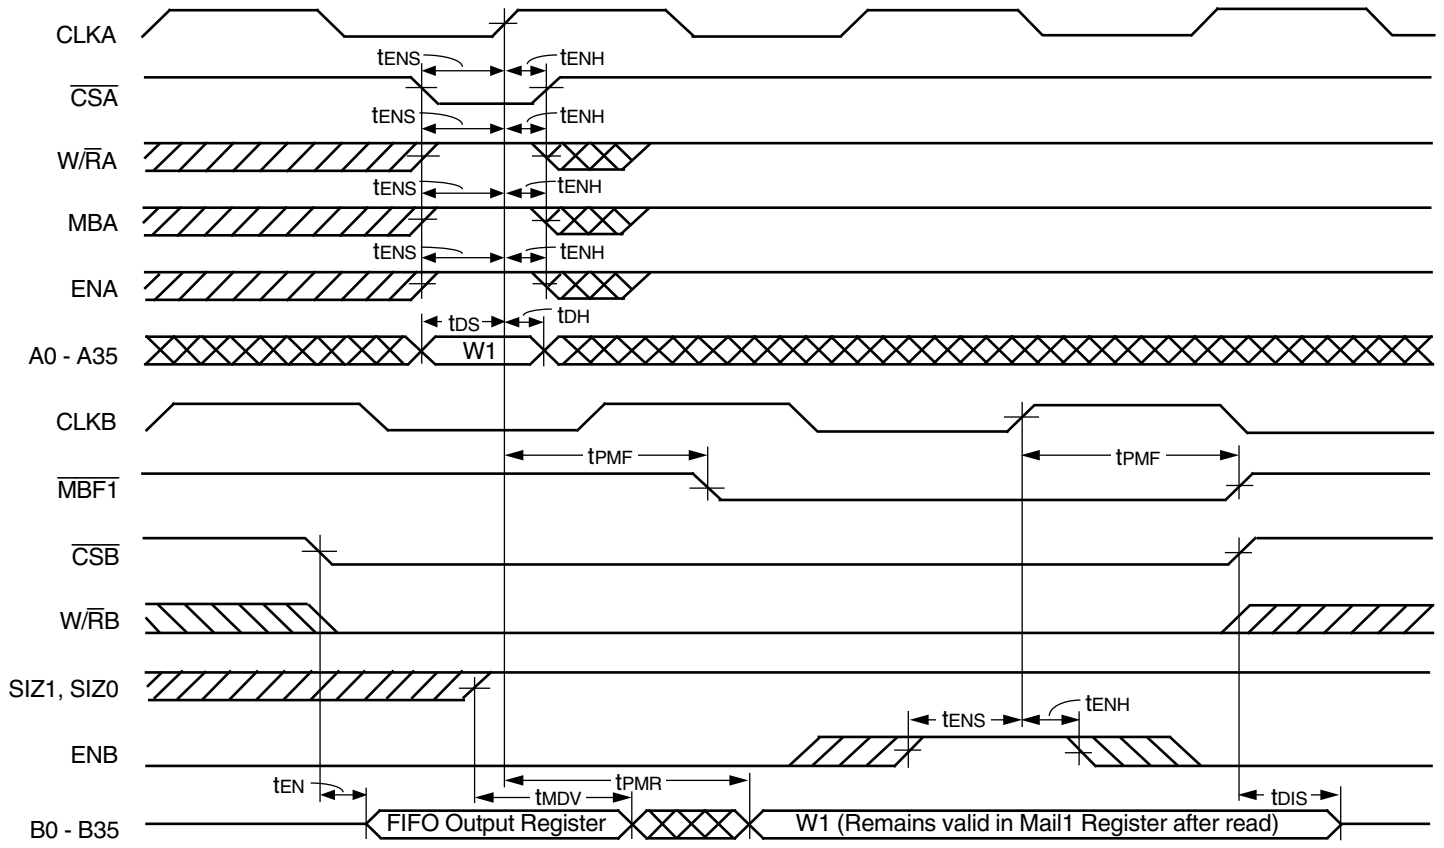 CLKA
tENS tENH
CSA
tENS tENH
W/RA
tENS tENH
MBA
tENS tENH
ENA
tDS tDH
A0 - A35 W1
CLKB
tPMF tPMF
MBF1
CSB
W/RB
SIZ1, SIZ0
tENS tENH
ENB
tEN tMDV tPMR tDIS
B0 - B35 FIFO Output Register W1 (Remains valid in Mail1 Register after read)